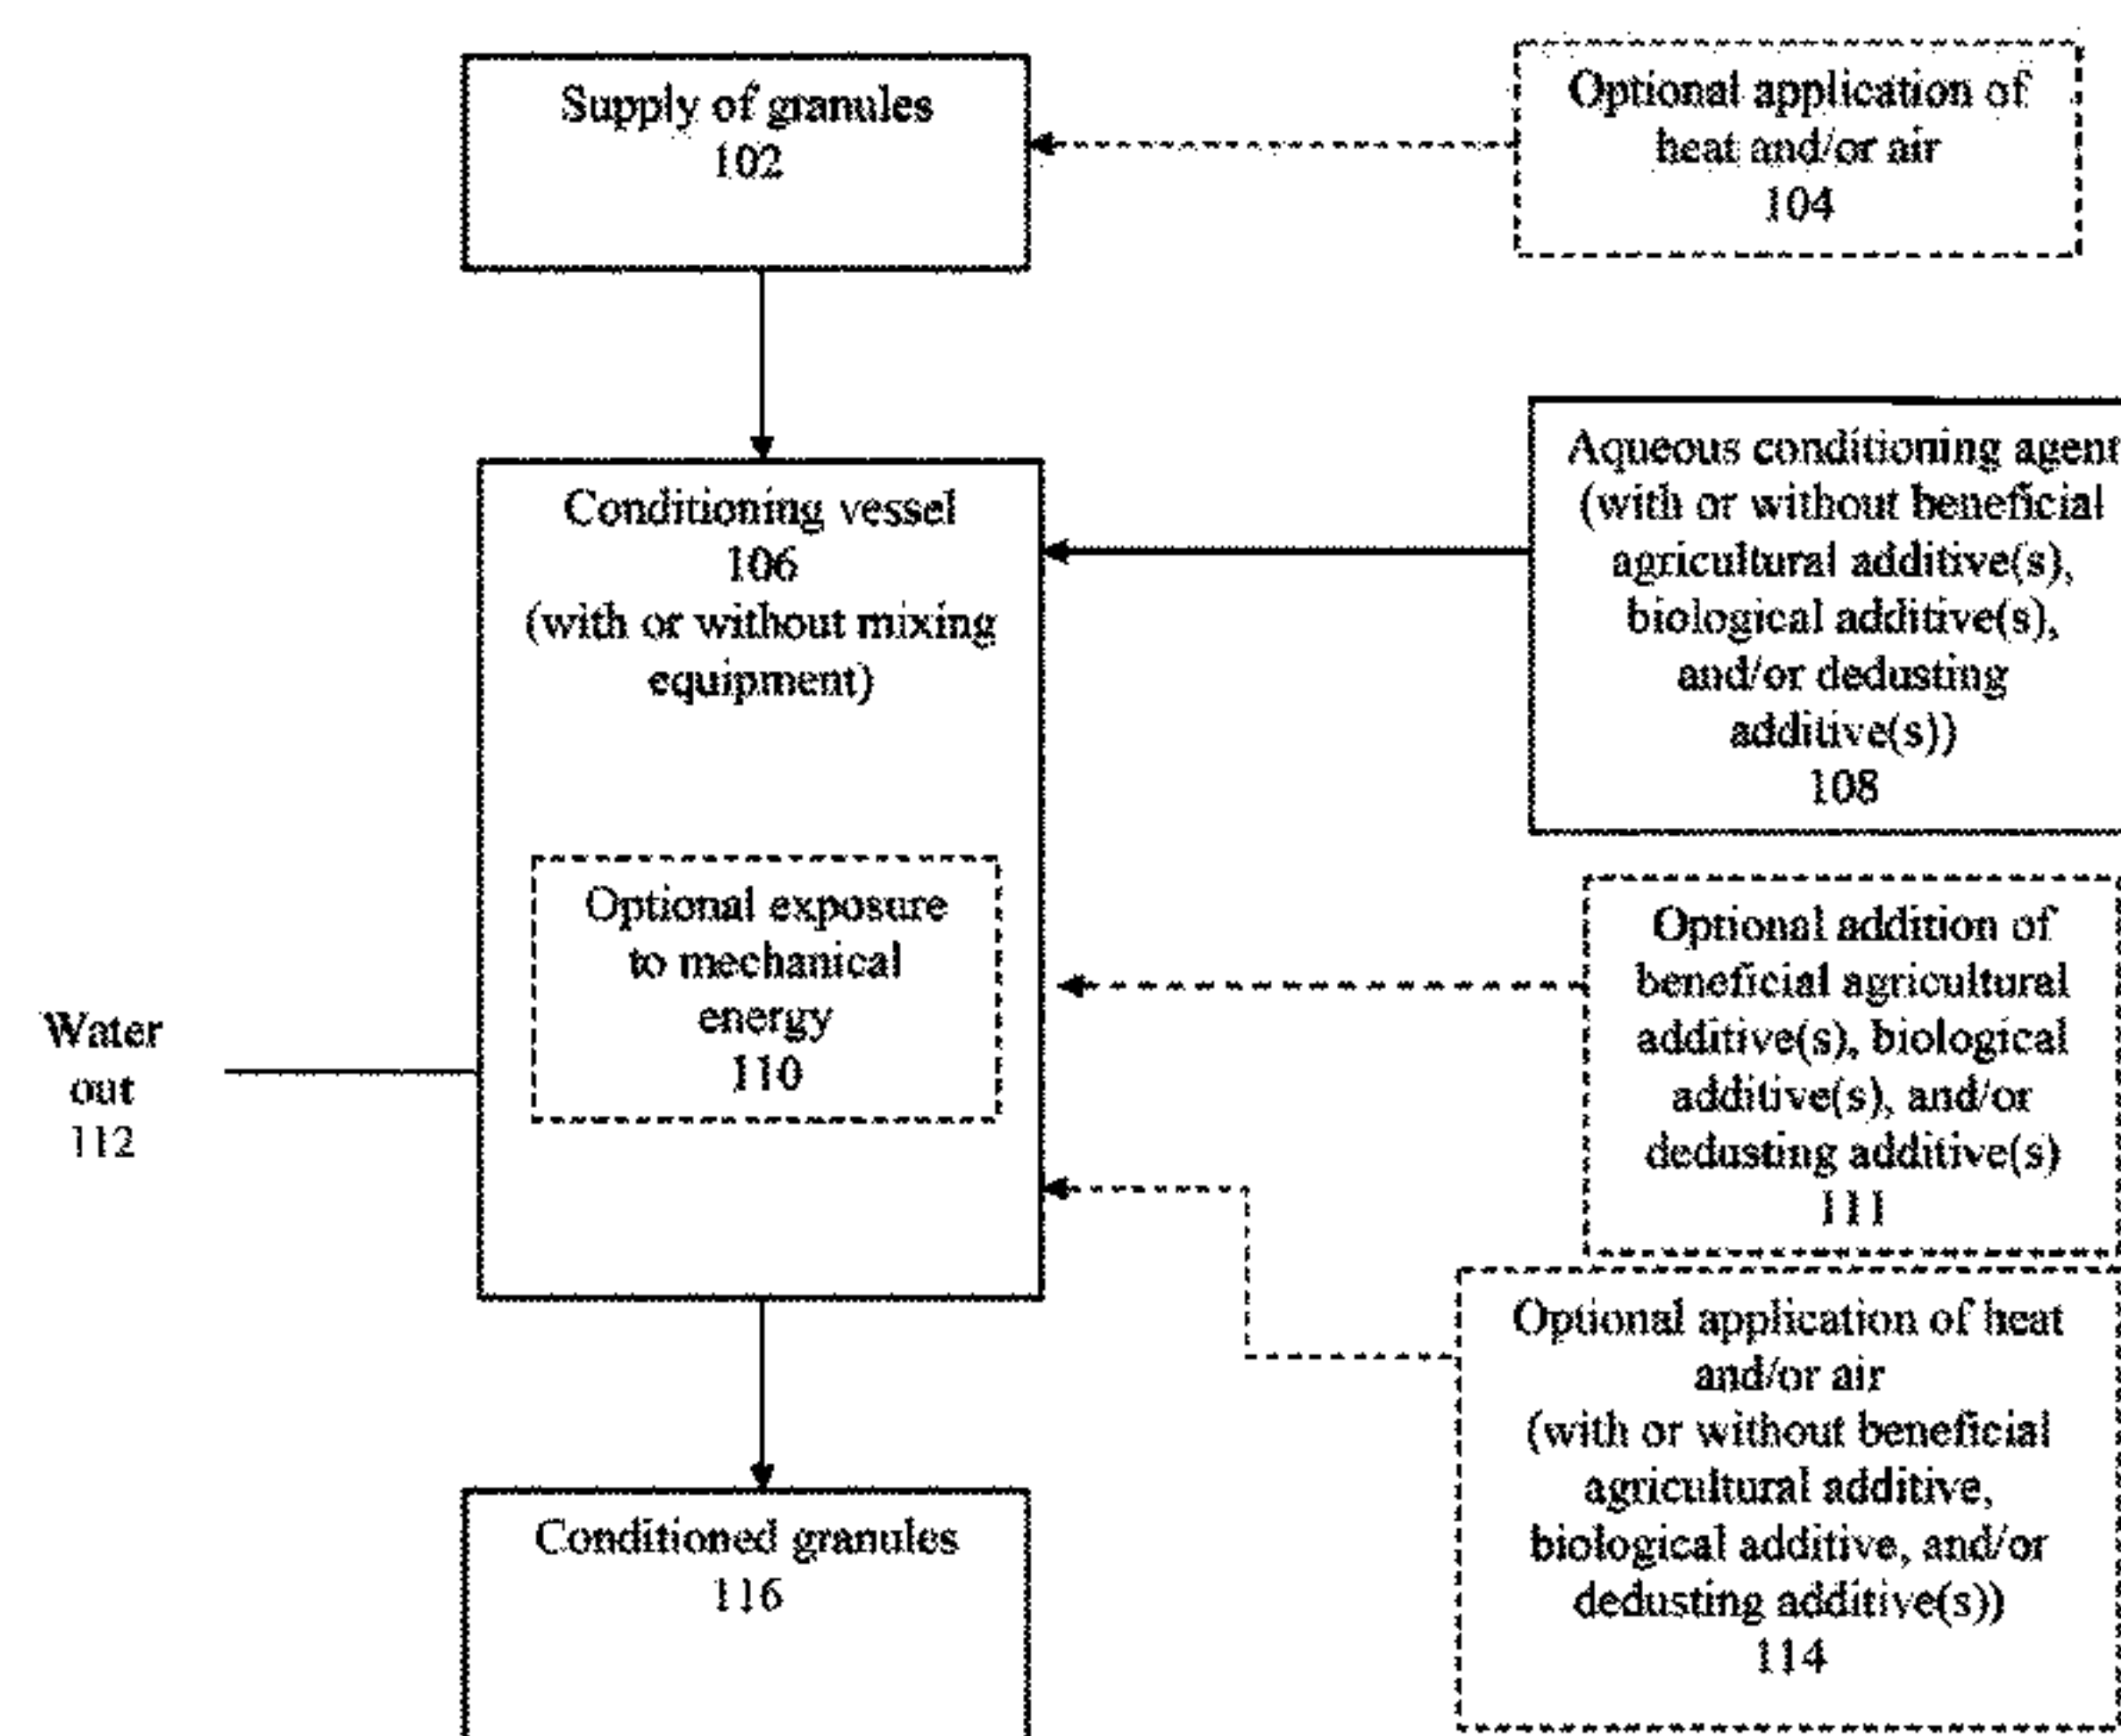 Supply of granules
102
Optional application of
heat and/or air
104
Conditioning vessel
106
(with or without mixing
equipment)
Aqueous conditioning agent
(with or without beneficial
agricultural additive(s),
biological additive(s),
and/or dedusting
additive(s))
108
Optional exposure
to mechanical
energy
110
Optional addition of
beneficial agricultural
additive(s), biological
additive(s), and/or
dedusting additive(s)
111
Water
out
112
Optional application of heat
and/or air
(with or without beneficial
agricultural additive,
biological additive, and/or
dedusting additive(s))
114
Conditioned granules
116